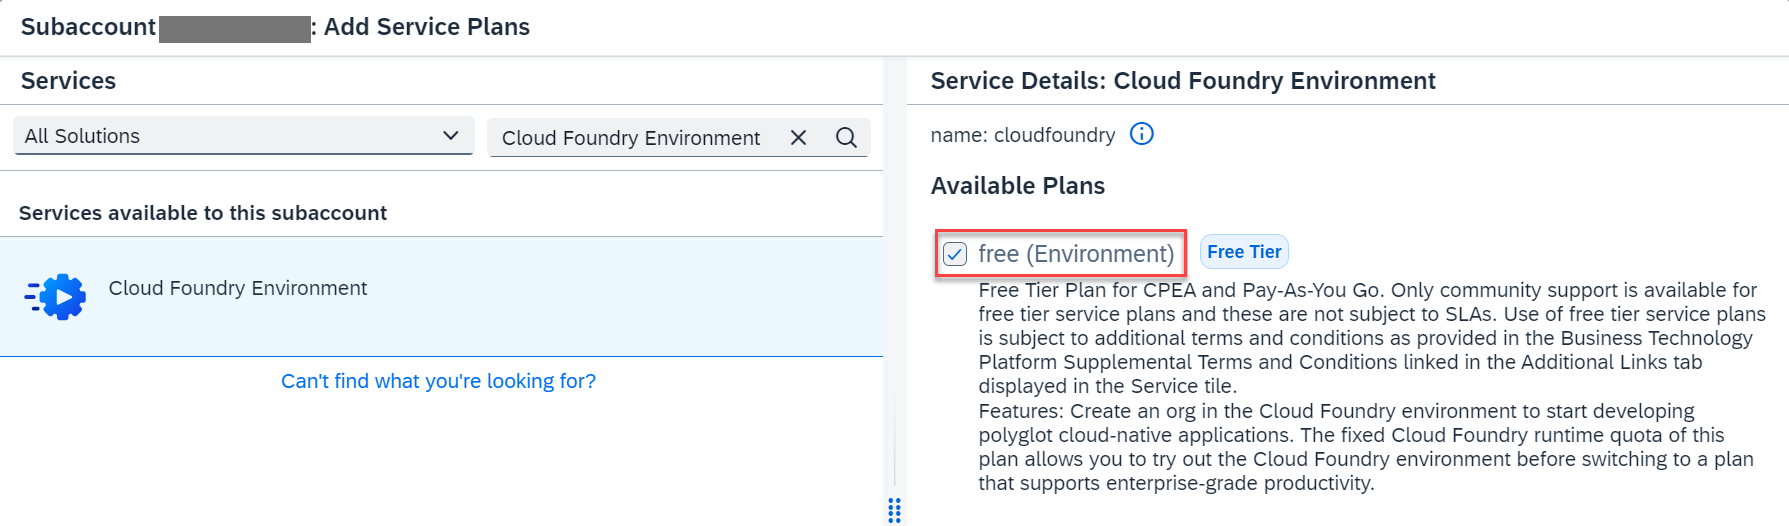 Subaccount : Add Service Plans
Services
All Solutions
Cloud Foundry Environment
Services available to this subaccount
Cloud Foundry Environment
Can't find what you're looking for?
Service Details: Cloud Foundry Environment
name: cloudfoundry
Available Plans
free (Environment) Free Tier
Free Tier Plan for CPEA and Pay-As-You Go. Only community support is available for
free tier service plans and these are not subject to SLAs. Use of free tier service plans
is subject to additional terms and conditions as provided in the Business Technology
Platform Supplemental Terms and Conditions linked in the Additional Links tab
displayed in the Service tile.
Features: Create an org in the Cloud Foundry environment to start developing
polyglot cloud-native applications. The fixed Cloud Foundry runtime quota of this
plan allows you to try out the Cloud Foundry environment before switching to a plan
that supports enterprise-grade productivity.